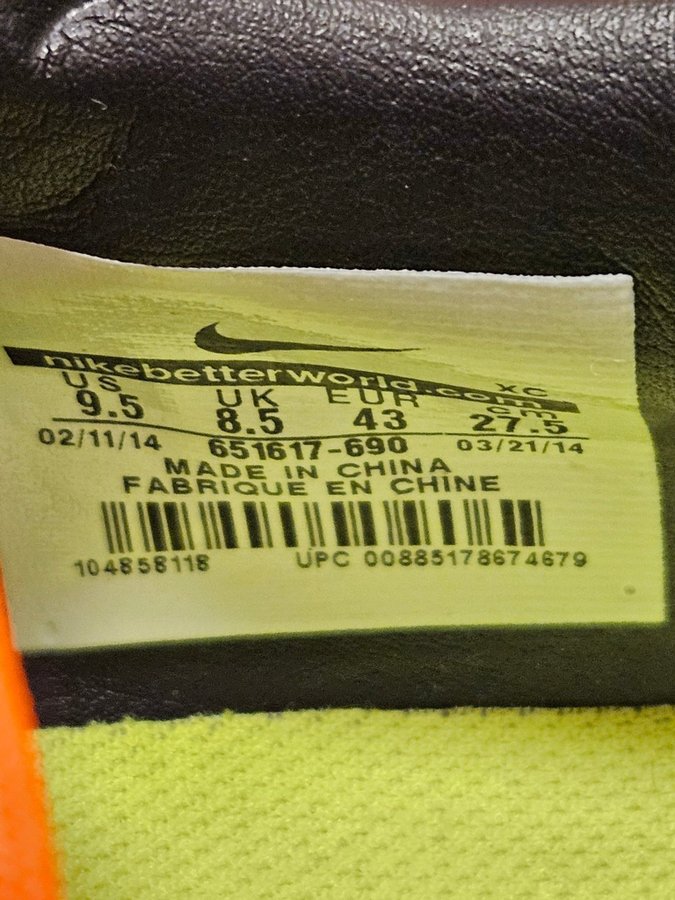 nikebetterworld.com XC
US UK EUR cm
9.5 8.5 43 27.5
02/11/14 651617-690 03/21/14
MADE IN CHINA
FABRIQUE EN CHINE
104858118 UPC 00885178674679